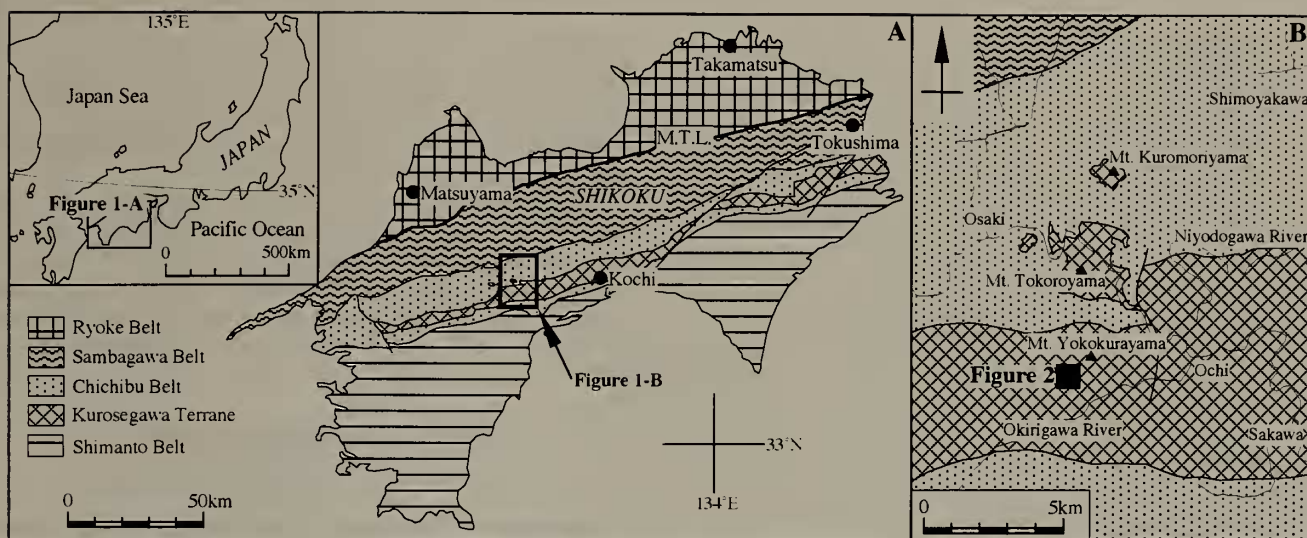 135°E
Japan Sea
JAPAN
35°N
Figure 1-A
Pacific Ocean
0 500km
A
Takamatsu
M.T.L.
Tokushima
Matsuyama
SHIKOKU
Kochi
Figure 1-B
33°N
134°E
Ryoke Belt
Sambagawa Belt
Chichibu Belt
Kurosegawa Terrane
Shimanto Belt
0 50km
B
Shimoyakawa
Mt. Kuromoriyama
Osaki
Niyodogawa River
Mt. Tokoroyama
Mt. Yokokurayama
Figure 2
Ochi
Okirigawa River
Sakawa
0 5km